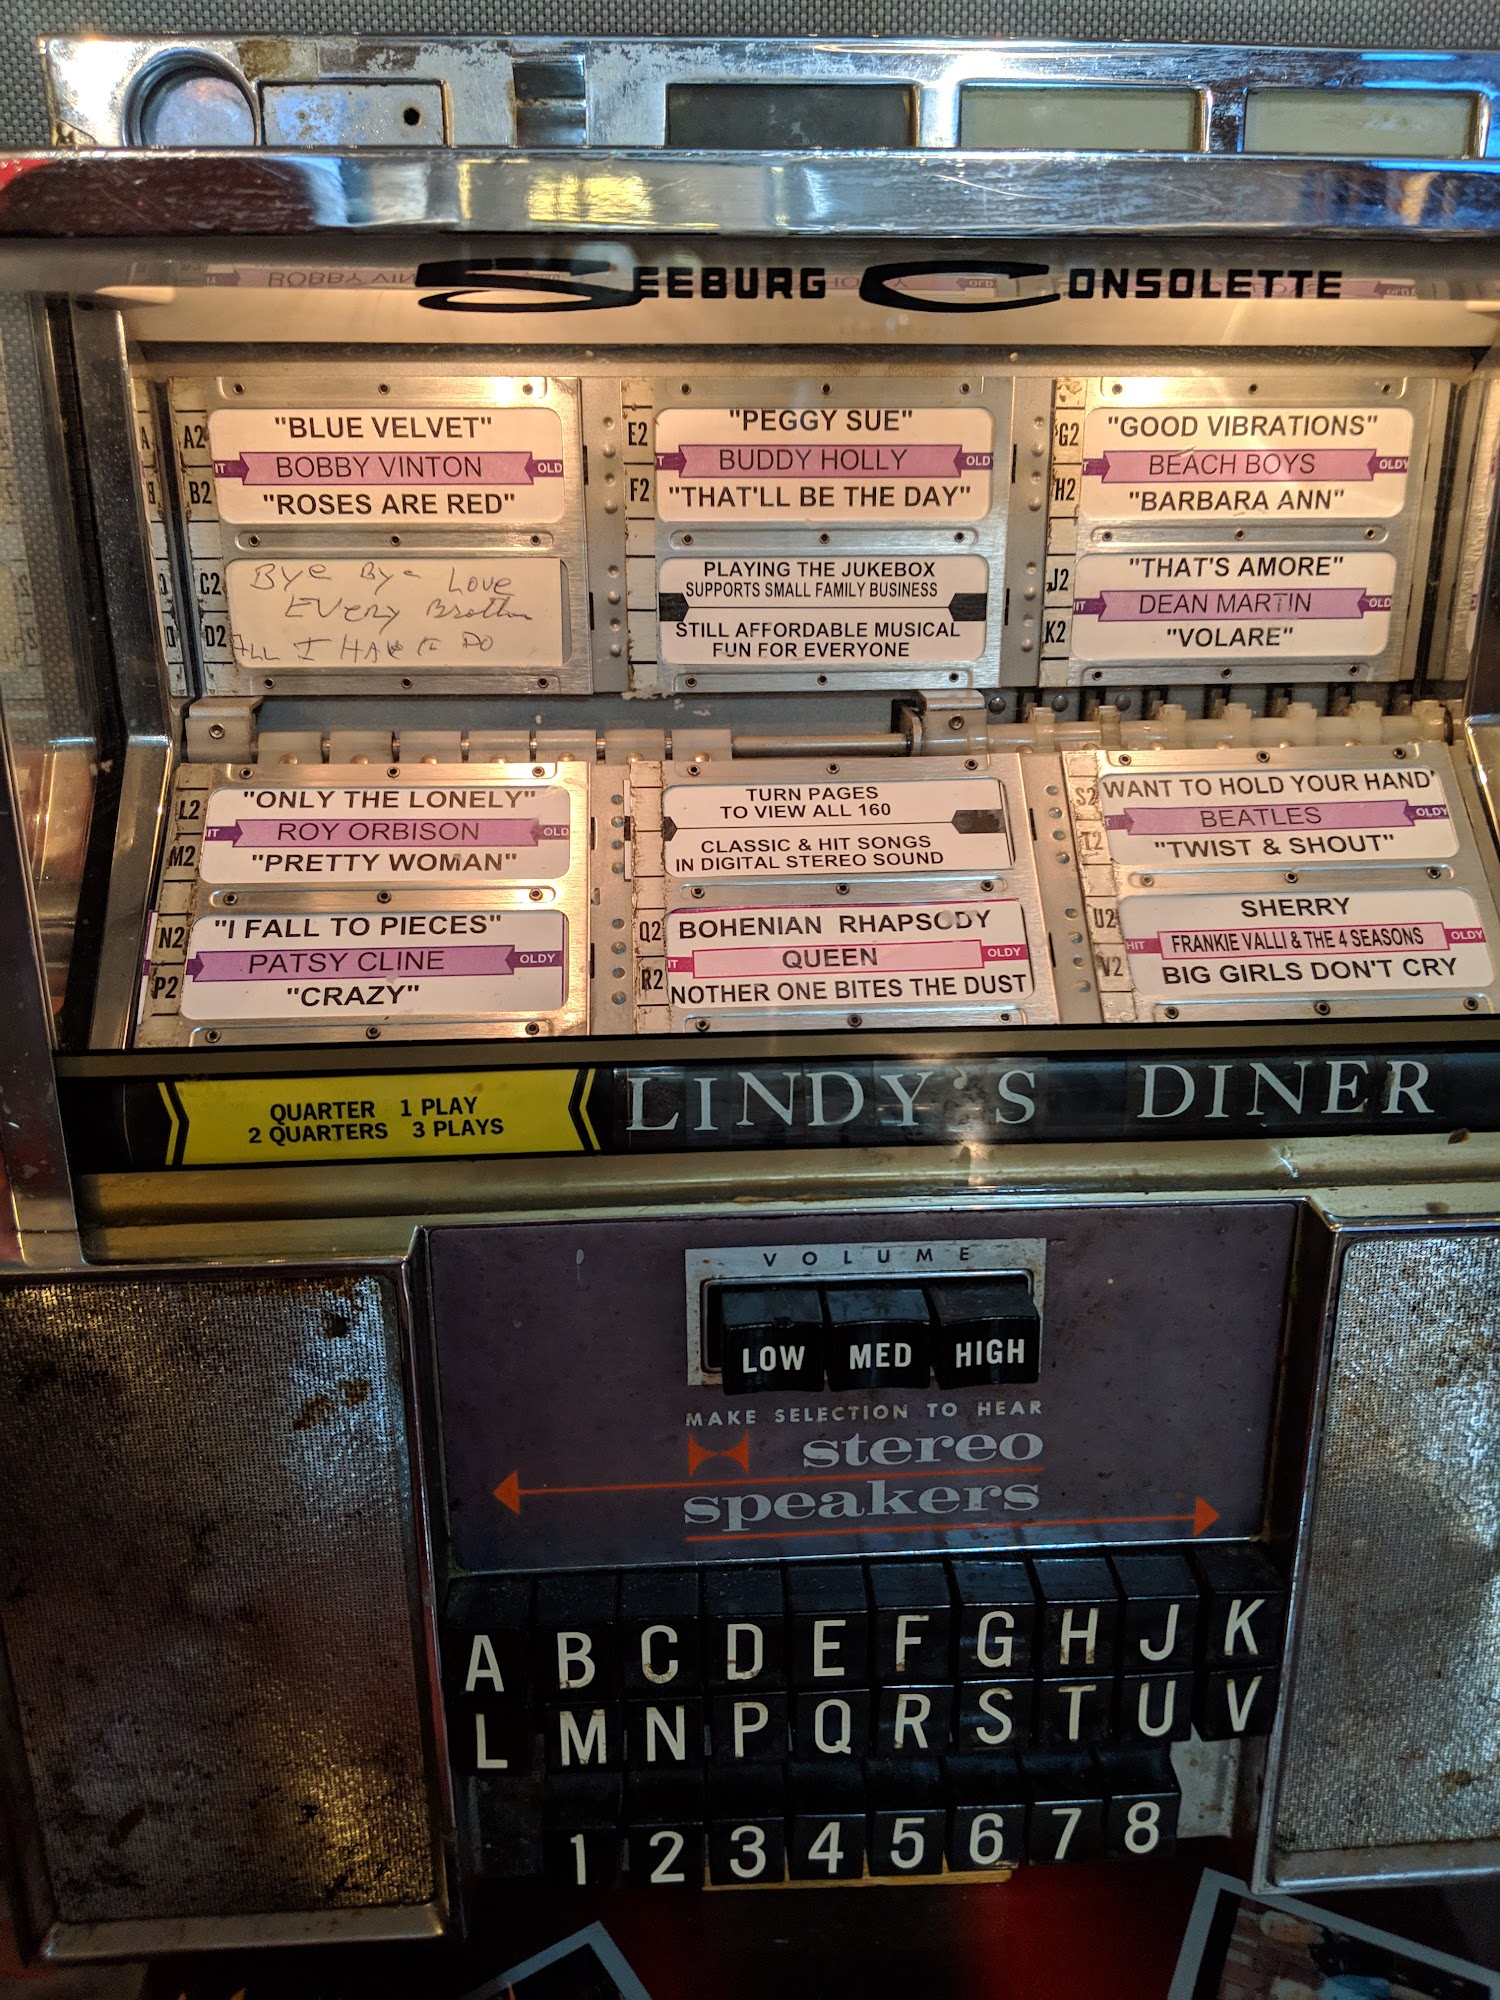 SEEBURG CONSOLETTE
A2
"BLUE VELVET"
IT BOBBY VINTON OLD
B2
"ROSES ARE RED"
C2
Bye Bye Love
Every
D2
ALL I HAVE DO
E2
"PEGGY SUE"
BUDDY HOLLY OLD
F2
"THAT'LL BE THE DAY"
PLAYING THE JUKEBOX
SUPPORTS SMALL FAMILY BUSINESS
STILL AFFORDABLE MUSICAL
FUN FOR EVERYONE
G2
"GOOD VIBRATIONS"
BEACH BOYS OLDY
H2
"BARBARA ANN"
J2
"THAT'S AMORE"
IT DEAN MARTIN OLD
K2
"VOLARE"
L2
"ONLY THE LONELY"
IT ROY ORBISON OLD
M2
"PRETTY WOMAN"
N2
"I FALL TO PIECES"
PATSY CLINE OLDY
P2
"CRAZY"
TURN PAGES
TO VIEW ALL 160
CLASSIC & HIT SONGS
IN DIGITAL STEREO SOUND
Q2
BOHENIAN RHAPSODY
IT QUEEN OLDY
R2
NOTHER ONE BITES THE DUST
S2
WANT TO HOLD YOUR HAND"
BEATLES OLDY
T2
"TWIST & SHOUT"
U2
SHERRY
HIT FRANKIE VALLI & THE 4 SEASONS OLDY
V2
BIG GIRLS DON'T CRY
QUARTER 1 PLAY
2 QUARTERS 3 PLAYS
LINDY'S DINER
VOLUME
LOW MED HIGH
MAKE SELECTION TO HEAR
stereo
speakers
A B C D E F G H J K
L M N P Q R S T U V
1 2 3 4 5 6 7 8